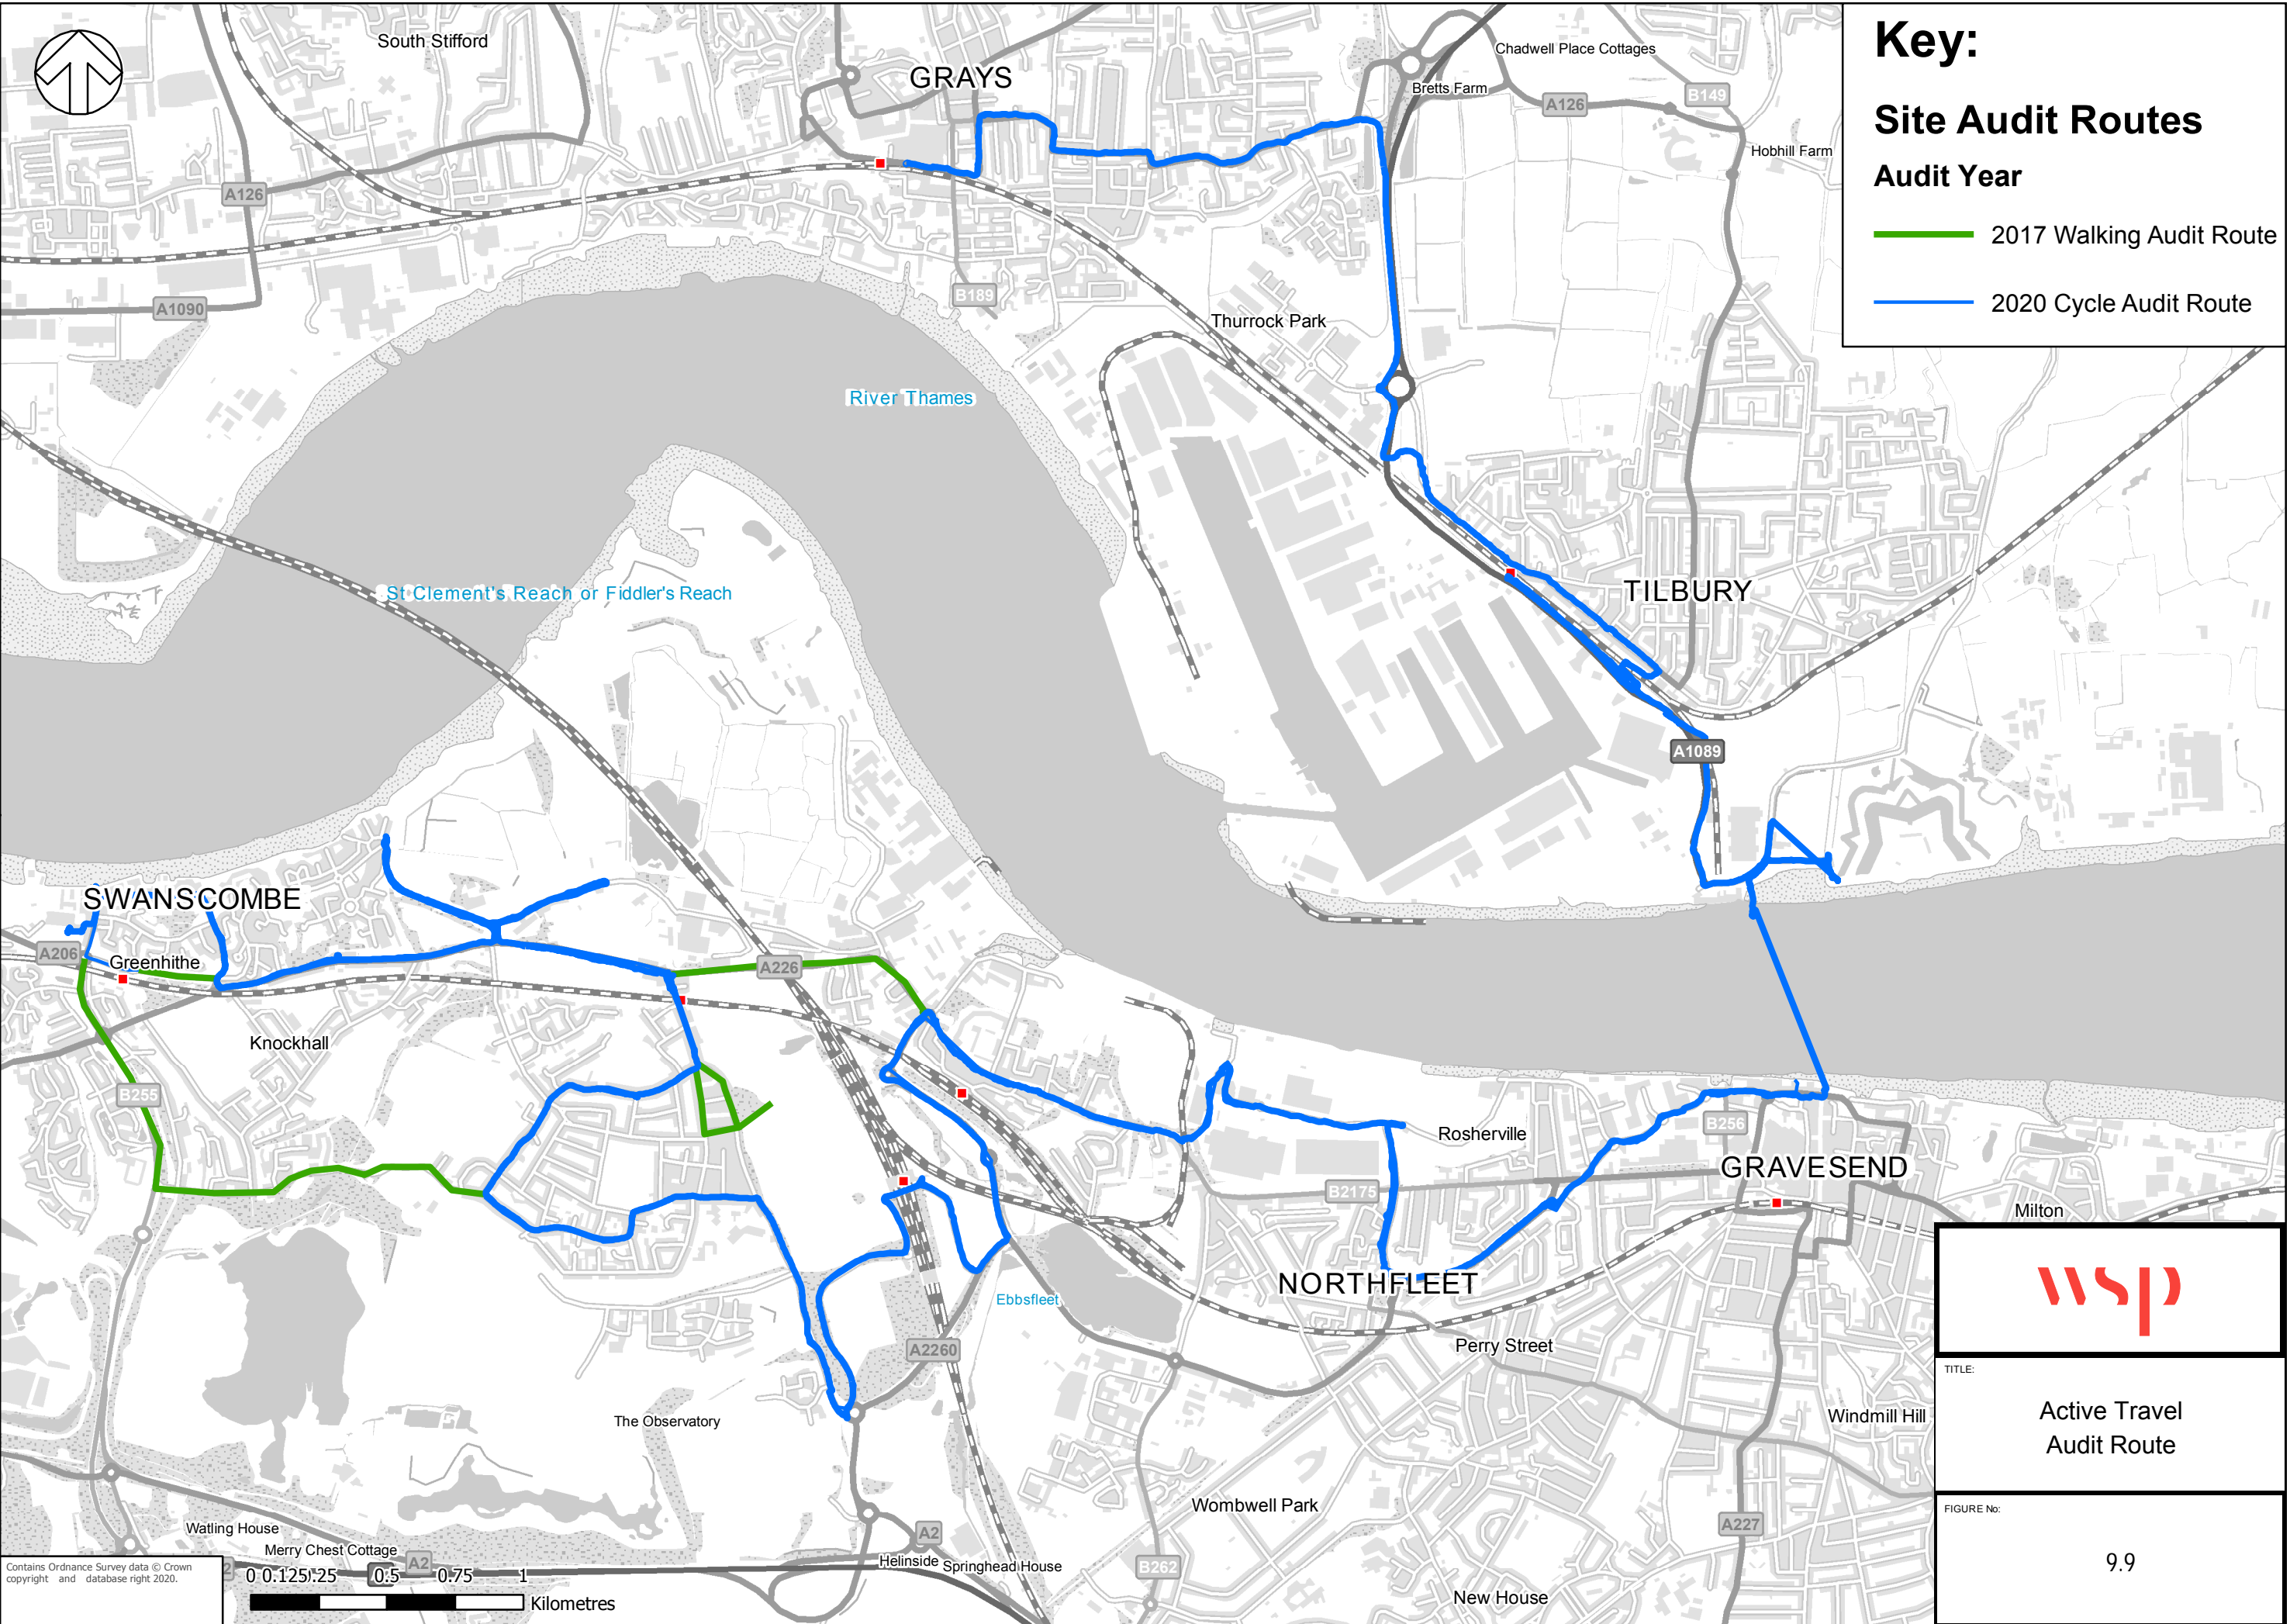 South Stifford
GRAYS
Chadwell Place Cottages
Bretts Farm
A126
B149
Hobhill Farm
A126
A1090
B189
Thurrock Park
River Thames
St Clement's Reach or Fiddler's Reach
TILBURY
A1089
SWANSCOMBE
A206
Greenhithe
A226
Knockhall
B255
Rosherville
B256
GRAVESEND
B2175
Milton
NORTHFLEET
Ebbsfleet
A2260
Perry Street
The Observatory
Windmill Hill
Wombwell Park
Watling House
Merry Chest Cottage
A2
A2
Helinside
Springhead House
B262
A227
New House
Key:
Site Audit Routes
Audit Year
2017 Walking Audit Route
2020 Cycle Audit Route
wsp
TITLE:
Active Travel
Audit Route
FIGURE No:
9.9
Contains Ordnance Survey data © Crown
copyright and database right 2020.
0 0.125 0.25 0.5 0.75 1
Kilometres